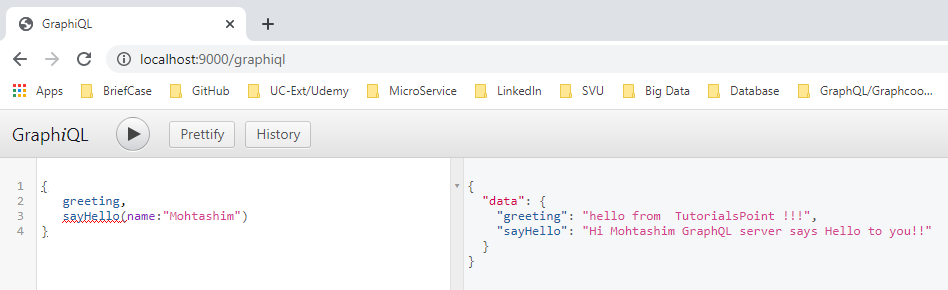 GraphiQL
localhost:9000/graphiql
Apps BriefCase GitHub UC-Ext/Udemy MicroService LinkedIn SVU Big Data Database GraphQL/Graphcoo...
GraphiQL Prettify History
1 {
2 greeting,
3 sayHello(name:"Mohtashim")
4 }
{
"data": {
"greeting": "hello from  TutorialsPoint !!!",
"sayHello": "Hi Mohtashim GraphQL server says Hello to you!!"
}
}